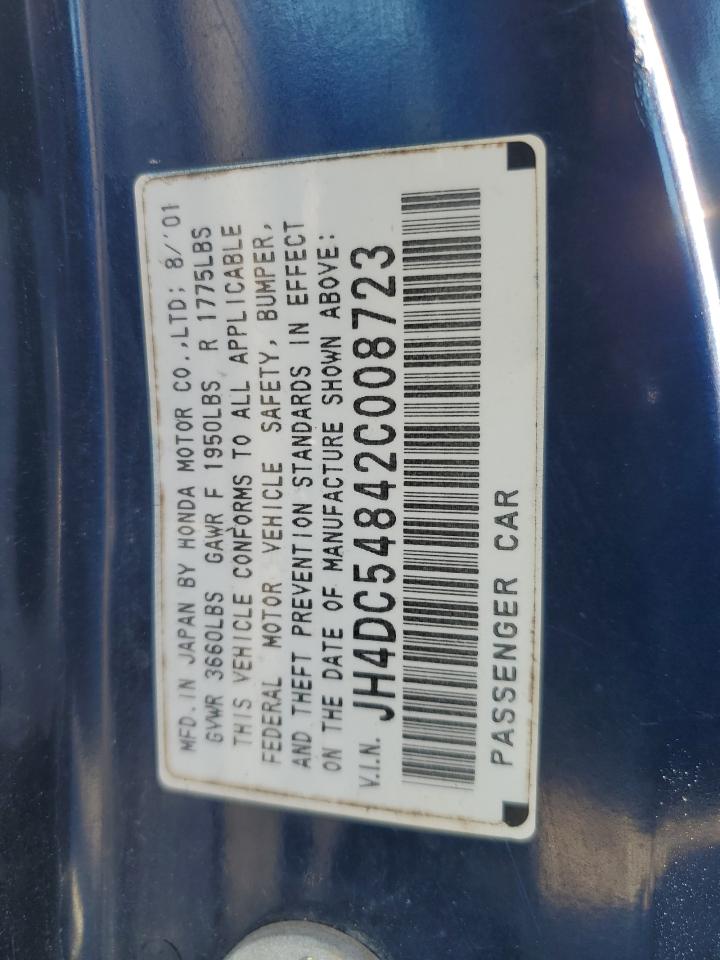 MFD. IN JAPAN BY HONDA MOTOR CO.,LTD; 8/'01
GVWR 3660LBS GAWR F 1950LBS R 1775LBS
THIS VEHICLE CONFORMS TO ALL APPLICABLE
FEDERAL MOTOR VEHICLE SAFETY, BUMPER,
AND THEFT PREVENTION STANDARDS IN EFFECT
ON THE DATE OF MANUFACTURE SHOWN ABOVE:
V.I.N. JH4DC54842C008723
PASSENGER CAR